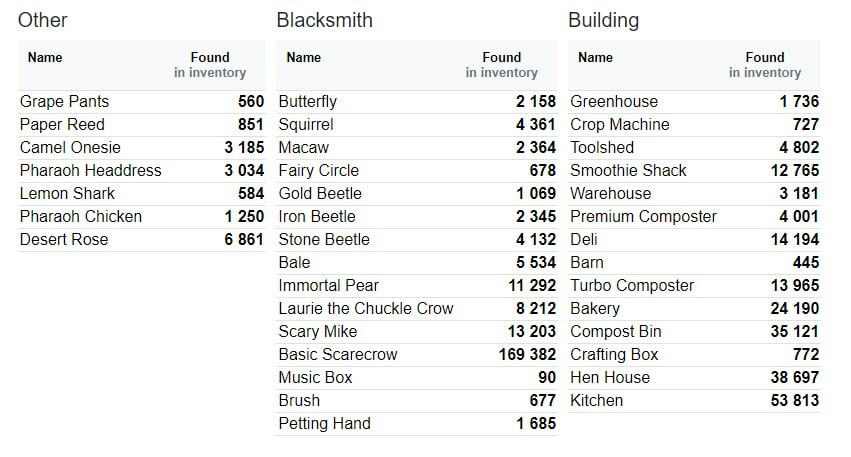 Other
Name Found
in inventory
Grape Pants 560
Paper Reed 851
Camel Onesie 3 185
Pharaoh Headdress 3 034
Lemon Shark 584
Pharaoh Chicken 1 250
Desert Rose 6 861
Blacksmith
Name Found
in inventory
Butterfly 2 158
Squirrel 4 361
Macaw 2 364
Fairy Circle 678
Gold Beetle 1 069
Iron Beetle 2 345
Stone Beetle 4 132
Bale 5 534
Immortal Pear 11 292
Laurie the Chuckle Crow 8 212
Scary Mike 13 203
Basic Scarecrow 169 382
Music Box 90
Brush 677
Petting Hand 1 685
Building
Name Found
in inventory
Greenhouse 1 736
Crop Machine 727
Toolshed 4 802
Smoothie Shack 12 765
Warehouse 3 181
Premium Composter 4 001
Deli 14 194
Barn 445
Turbo Composter 13 965
Bakery 24 190
Compost Bin 35 121
Crafting Box 772
Hen House 38 697
Kitchen 53 813